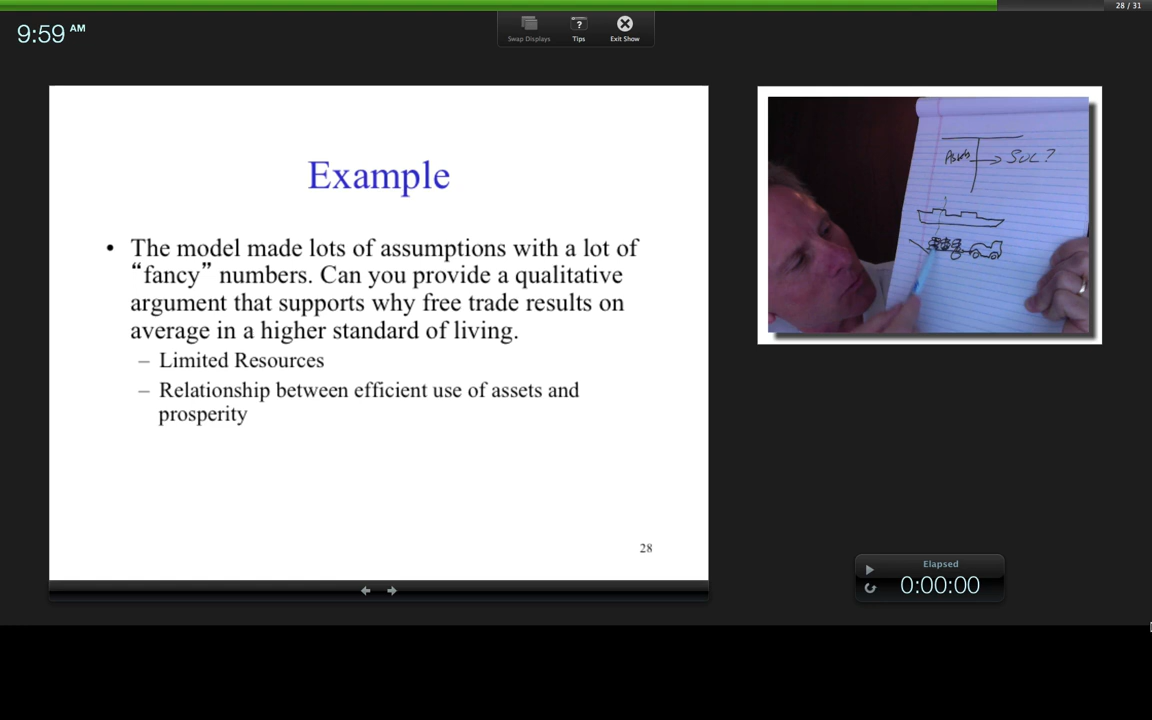 28 / 31
9:59 AM
Swap Displays
Tips
Exit Show
Example
• The model made lots of assumptions with a lot of
“fancy” numbers. Can you provide a qualitative
argument that supports why free trade results on
average in a higher standard of living.
– Limited Resources
– Relationship between efficient use of assets and
prosperity
28
Assets → SOL?
Elapsed
0:00:00